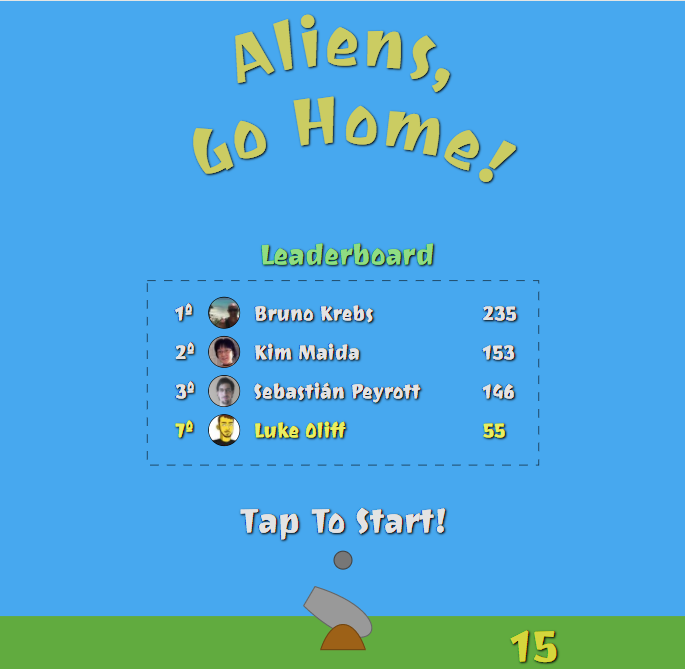 Aliens,
Go Home!
Leaderboard
1º Bruno Krebs 235
2º Kim Maida 153
3º Sebastián Peyrott 146
7º Luke Oliff 55
Tap To Start!
15